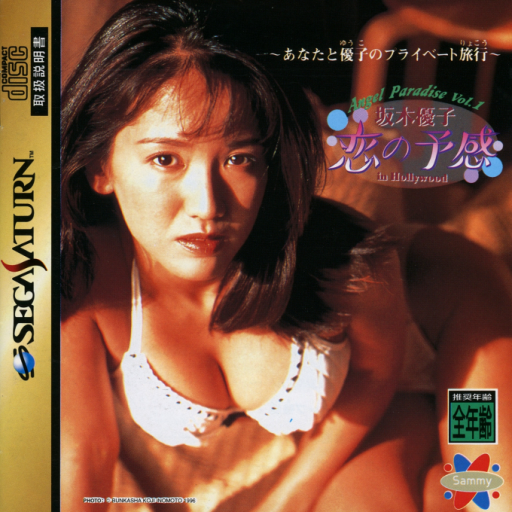 COMPACT
disc
取扱説明書
SEGA SATURN™
～あなたと優子のプライベート旅行～
ゆうこ
りょこう
Angel Paradise Vol.1
坂木優子
恋の予感
in Hollywood
推奨年齢
全年齢
Sammy
PHOTO: © BUNKASHA KOJI INOMOTO 1996